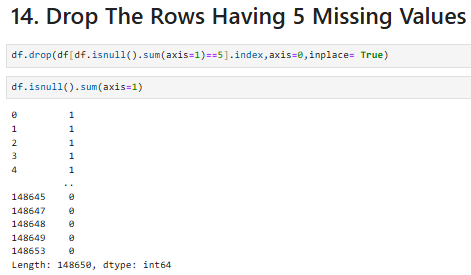 14. Drop The Rows Having 5 Missing Values
df.drop(df[df.isnull().sum(axis=1)==5].index,axis=0,inplace= True)
df.isnull().sum(axis=1)
0 1
1 1
2 1
3 1
4 1
..
148645 0
148647 0
148648 0
148649 0
148653 0
Length: 148650, dtype: int64